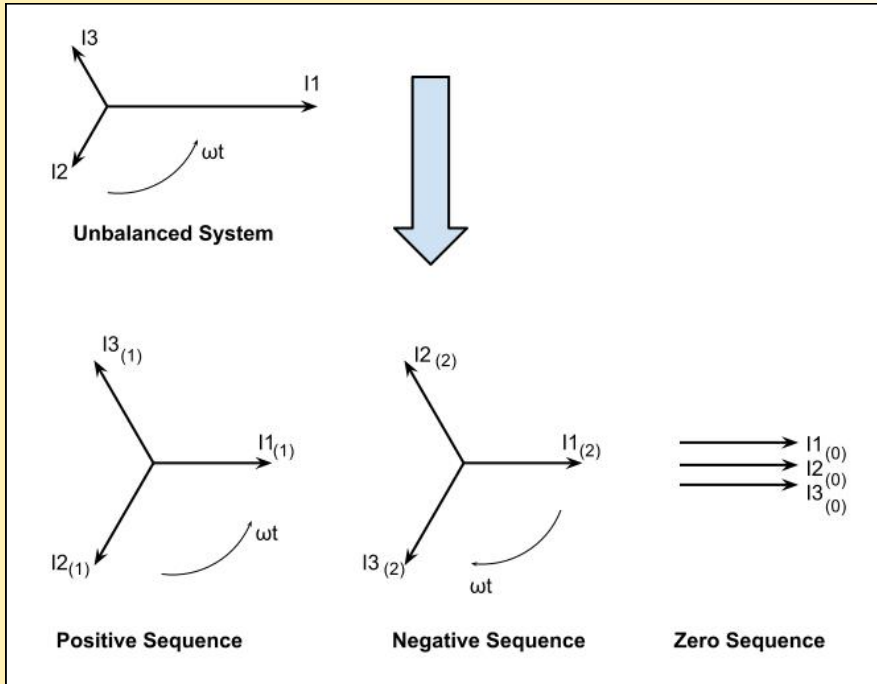 I3
I1
I2
ωt
Unbalanced System
I3(1)
I2(2)
I1(1)
I1(2)
I1(0)
I2(0)
I3(0)
ωt
I2(1)
I3(2)
ωt
Positive Sequence
Negative Sequence
Zero Sequence